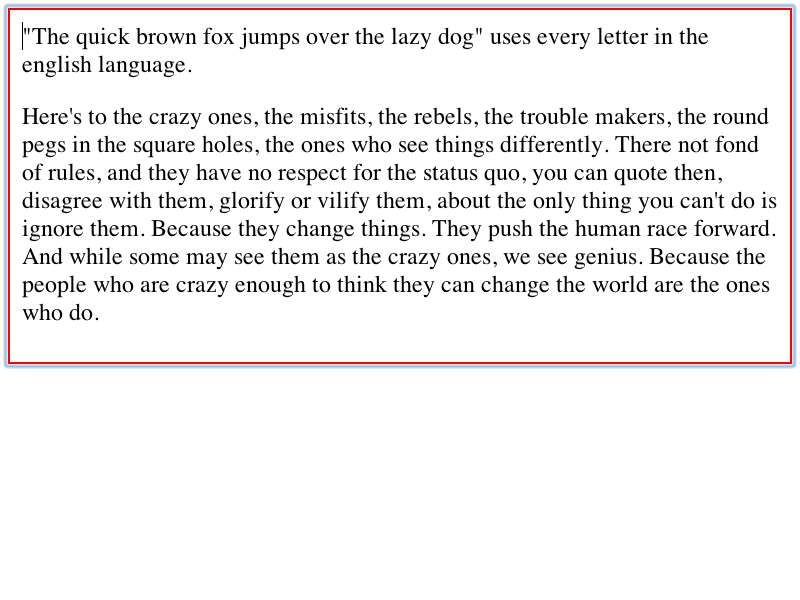 "The quick brown fox jumps over the lazy dog" uses every letter in the
english language.
Here's to the crazy ones, the misfits, the rebels, the trouble makers, the round
pegs in the square holes, the ones who see things differently. There not fond
of rules, and they have no respect for the status quo, you can quote then,
disagree with them, glorify or vilify them, about the only thing you can't do is
ignore them. Because they change things. They push the human race forward.
And while some may see them as the crazy ones, we see genius. Because the
people who are crazy enough to think they can change the world are the ones
who do.